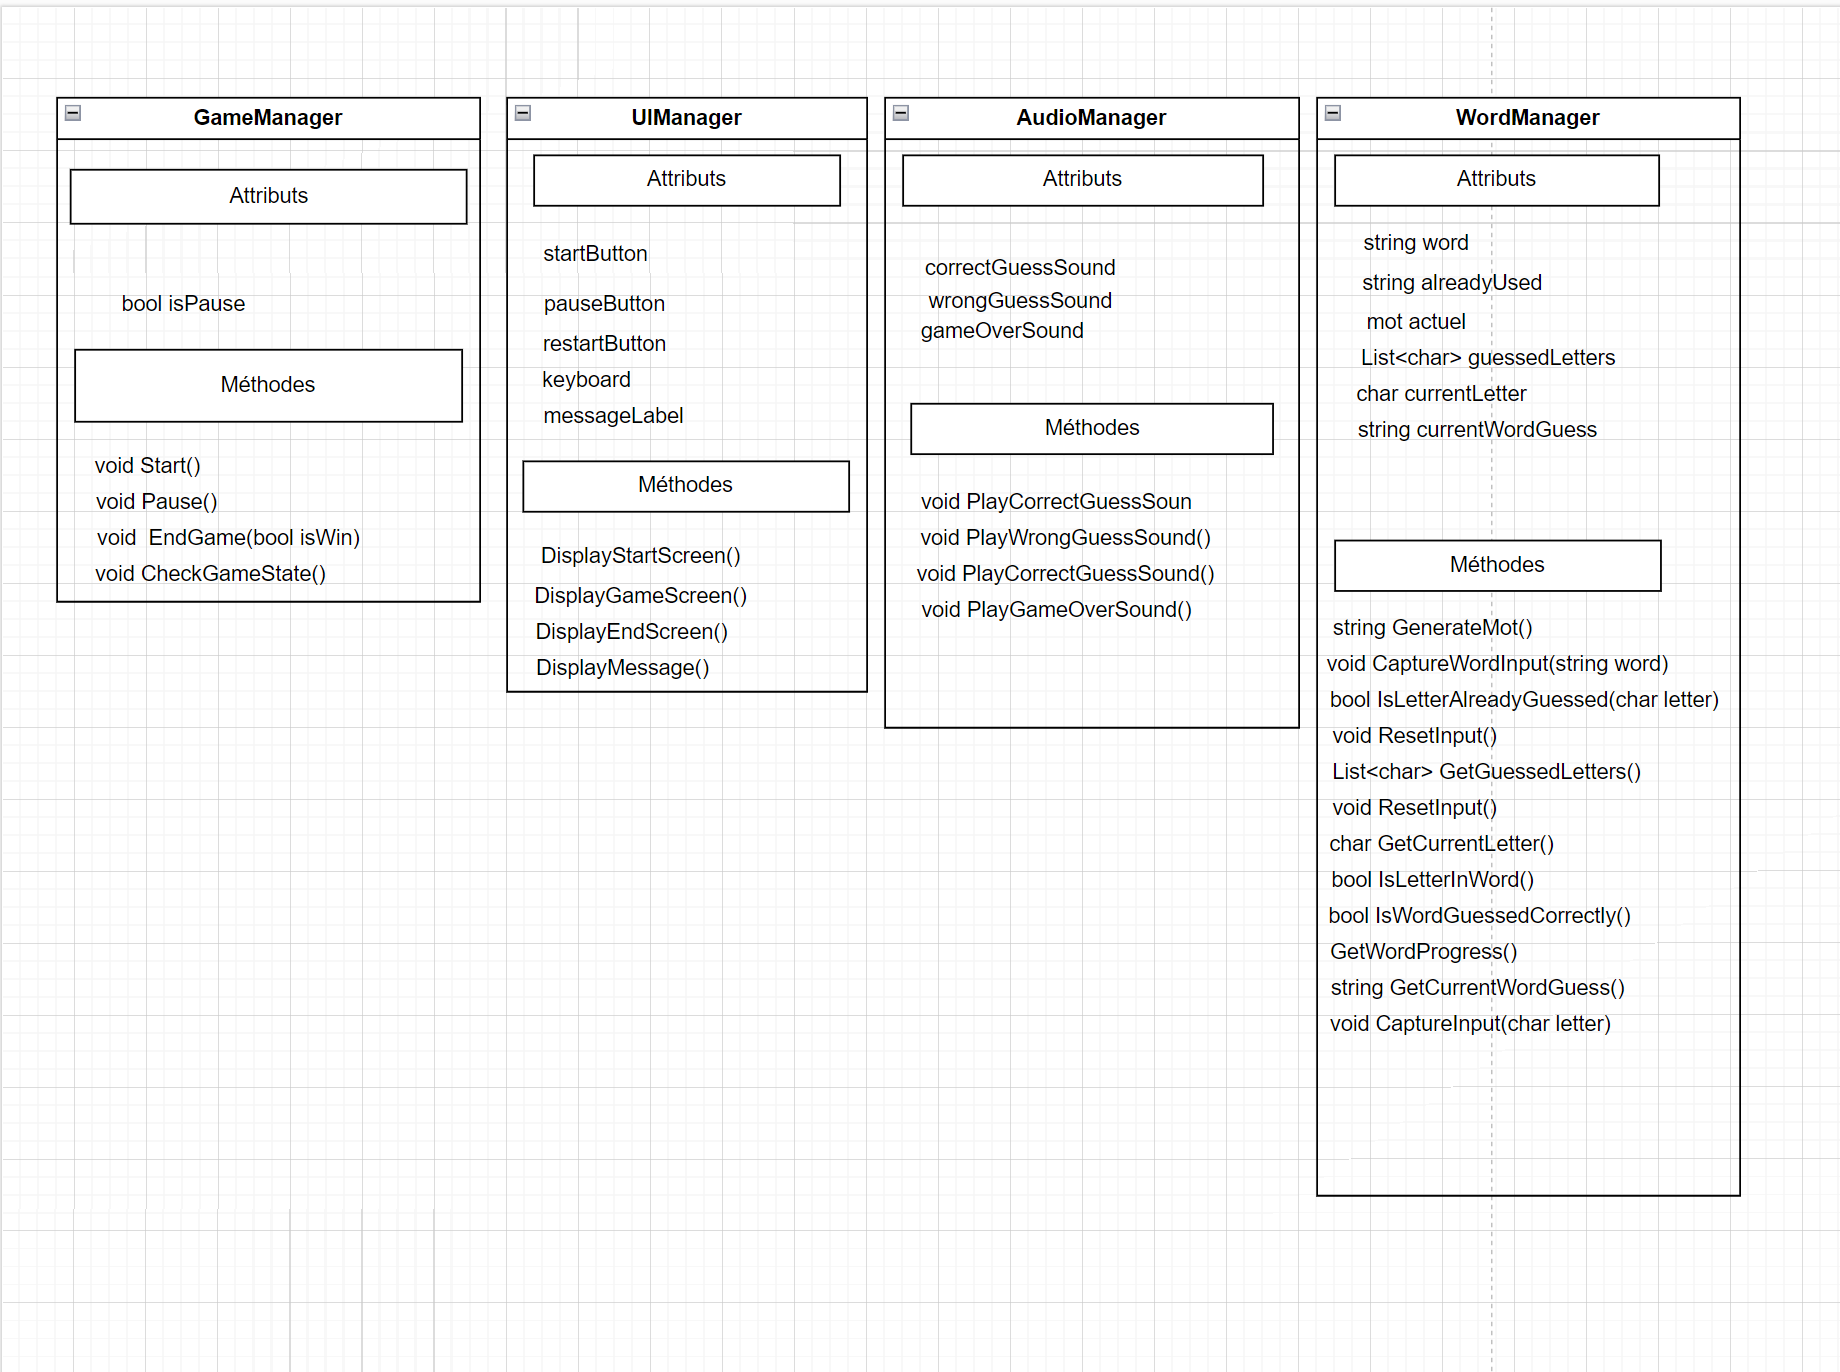 GameManager
Attributs
bool isPause
Méthodes
void Start()
void Pause()
void  EndGame(bool isWin)
void CheckGameState()
UIManager
Attributs
startButton
pauseButton
restartButton
keyboard
messageLabel
Méthodes
DisplayStartScreen()
DisplayGameScreen()
DisplayEndScreen()
DisplayMessage()
AudioManager
Attributs
correctGuessSound
wrongGuessSound
gameOverSound
Méthodes
void PlayCorrectGuessSoun
void PlayWrongGuessSound()
void PlayCorrectGuessSound()
void PlayGameOverSound()
WordManager
Attributs
string word
string alreadyUsed
mot actuel
List<char> guessedLetters
char currentLetter
string currentWordGuess
Méthodes
string GenerateMot()
void CaptureWordInput(string word)
bool IsLetterAlreadyGuessed(char letter)
void ResetInput()
List<char> GetGuessedLetters()
void ResetInput()
char GetCurrentLetter()
bool IsLetterInWord()
bool IsWordGuessedCorrectly()
GetWordProgress()
string GetCurrentWordGuess()
void CaptureInput(char letter)